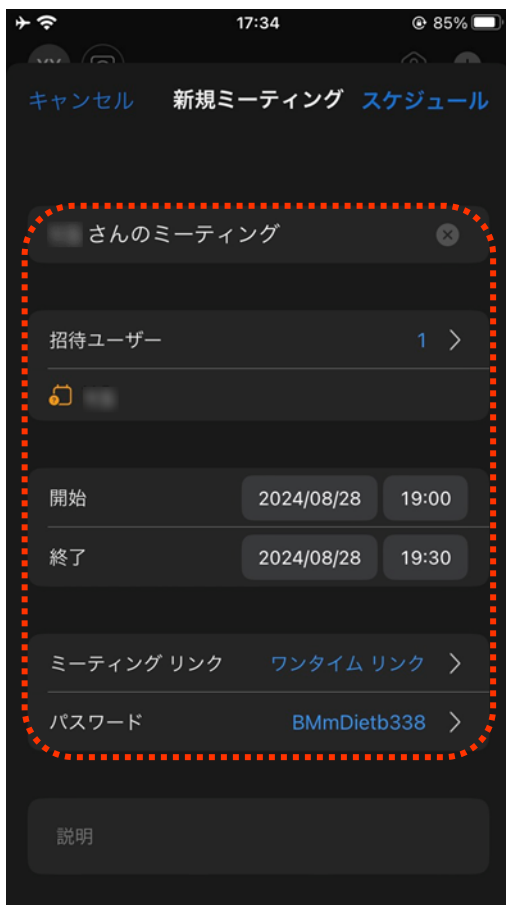 17:34 85%
キャンセル 新規ミーティング スケジュール
さんのミーティング
招待ユーザー 1
開始 2024/08/28 19:00
終了 2024/08/28 19:30
ミーティング リンク ワンタイム リンク
パスワード BMmDietb338
説明